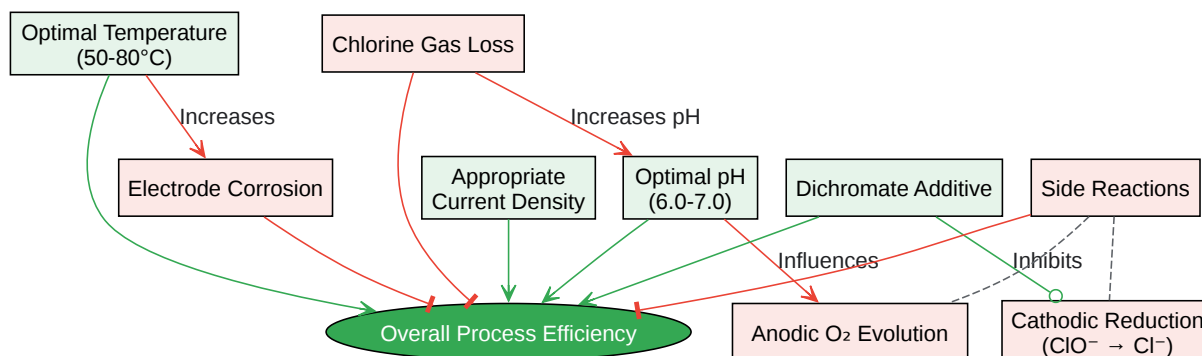 Optimal Temperature
(50-80°C)
Chlorine Gas Loss
Increases
Increases pH
Electrode Corrosion
Appropriate
Current Density
Optimal pH
(6.0-7.0)
Dichromate Additive
Side Reactions
Influences
Inhibits
Overall Process Efficiency
Anodic O₂ Evolution
Cathodic Reduction
(ClO⁻ → Cl⁻)